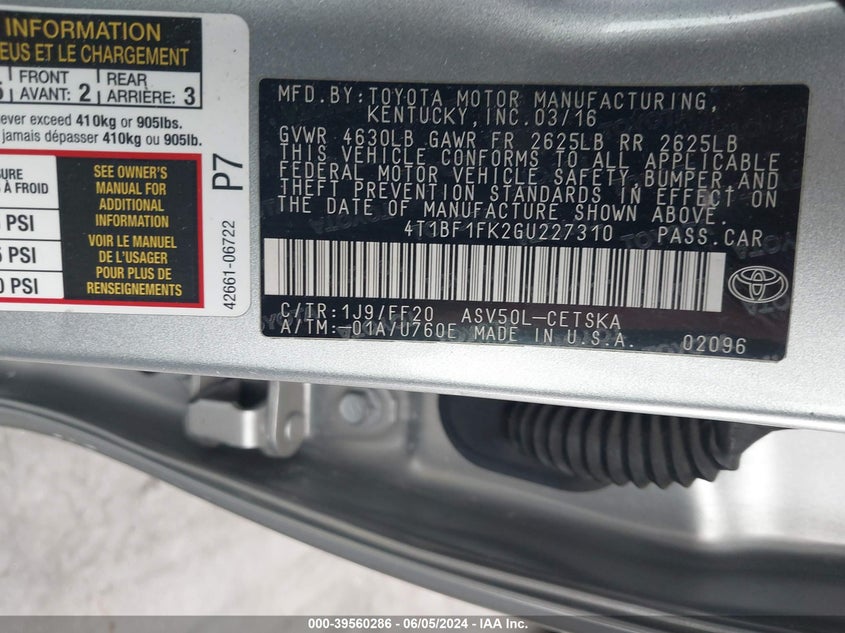 INFORMATION
EUS ET LE CHARGEMENT
FRONT
AVANT: 2
REAR
ARRIÈRE: 3
ever exceed 410kg or 905lbs.
jamais dépasser 410kg ou 905lb.
À FROID
PSI
PSI
0 PSI
SEE OWNER'S
MANUAL FOR
ADDITIONAL
INFORMATION
VOIR LE MANUEL
DE L'USAGER
POUR PLUS DE
RENSEIGNEMENTS
P7
42661-06722
MFD.BY:TOYOTA MOTOR MANUFACTURING,
KENTUCKY,INC.03/16
GVWR 4630LB GAWR FR 2625LB RR 2625LB
THIS VEHICLE CONFORMS TO ALL APPLICABLE
FEDERAL MOTOR VEHICLE SAFETY,BUMPER AND
THEFT PREVENTION STANDARDS IN EFFECT ON
THE DATE OF MANUFACTURE SHOWN ABOVE.
4T1BF1FK2GU227310 PASS.CAR
C/TR:1J9/FF20 ASV50L-CETSKA
A/TM:-01A/U760E MADE IN U.S.A. 02096
000-39560286 - 06/05/2024 - IAA Inc.